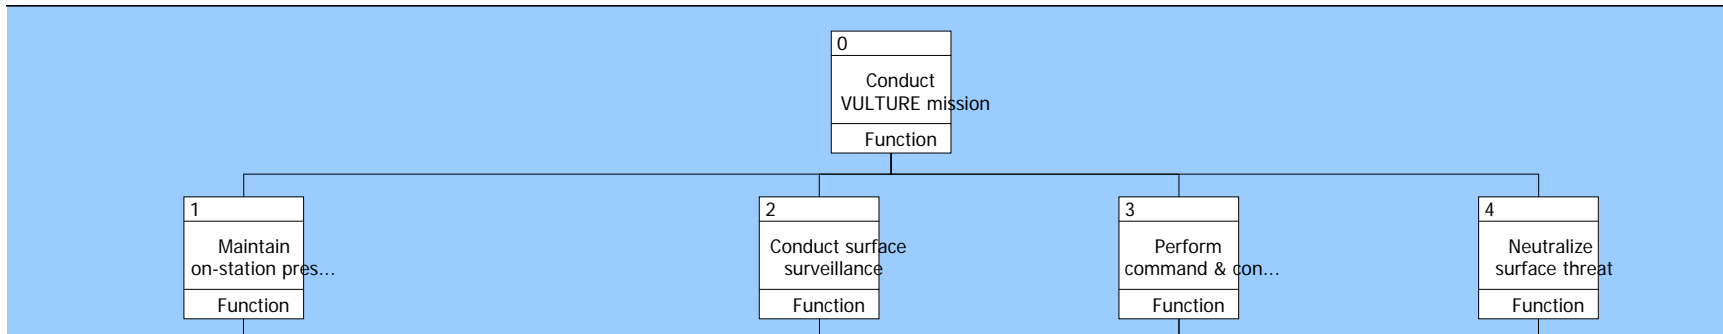 0
Conduct
VULTURE mission
Function
1
Maintain
on-station pres...
Function
2
Conduct surface
surveillance
Function
3
Perform
command & con...
Function
4
Neutralize
surface threat
Function